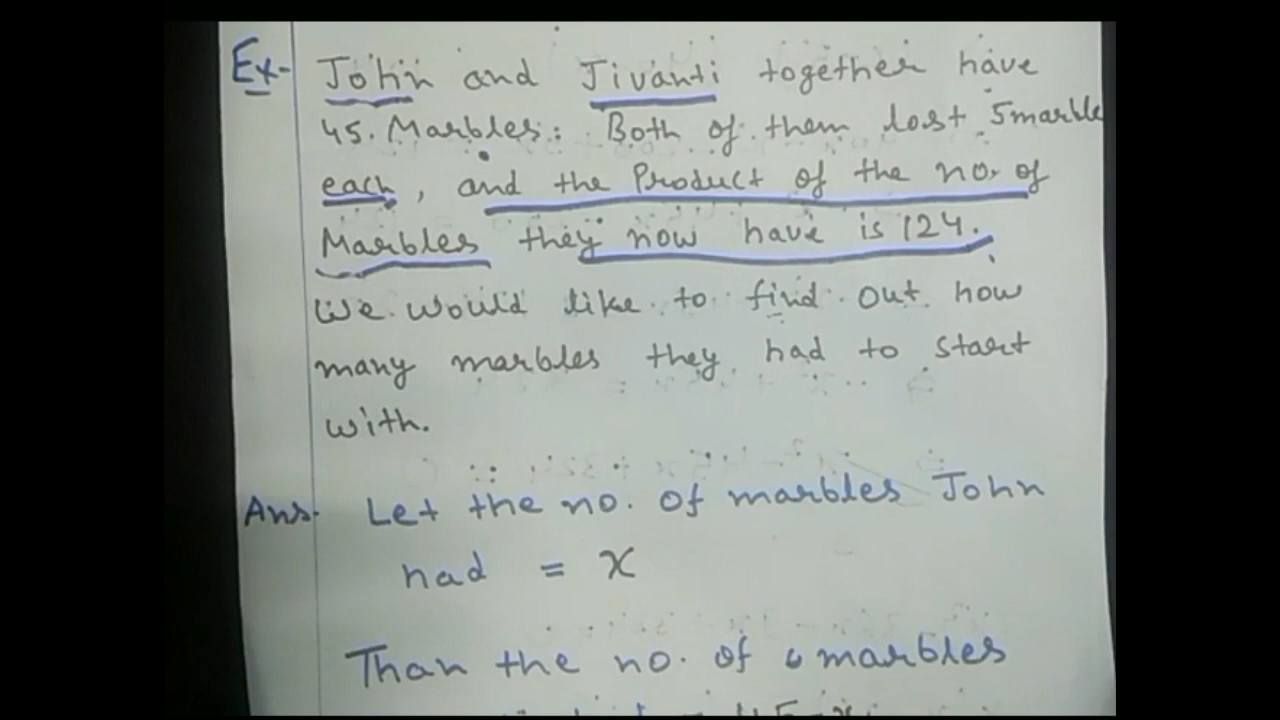 Ex- John and Jivanti together have
45. Marbles: Both of them lost 5marble
each, and the Product of the no. of
Marbles they now have is 124.
We would like to find out how
many marbles they had to start
with.
Ans. Let the no. of marbles John
had = x
Than the no. of marbles
45-x